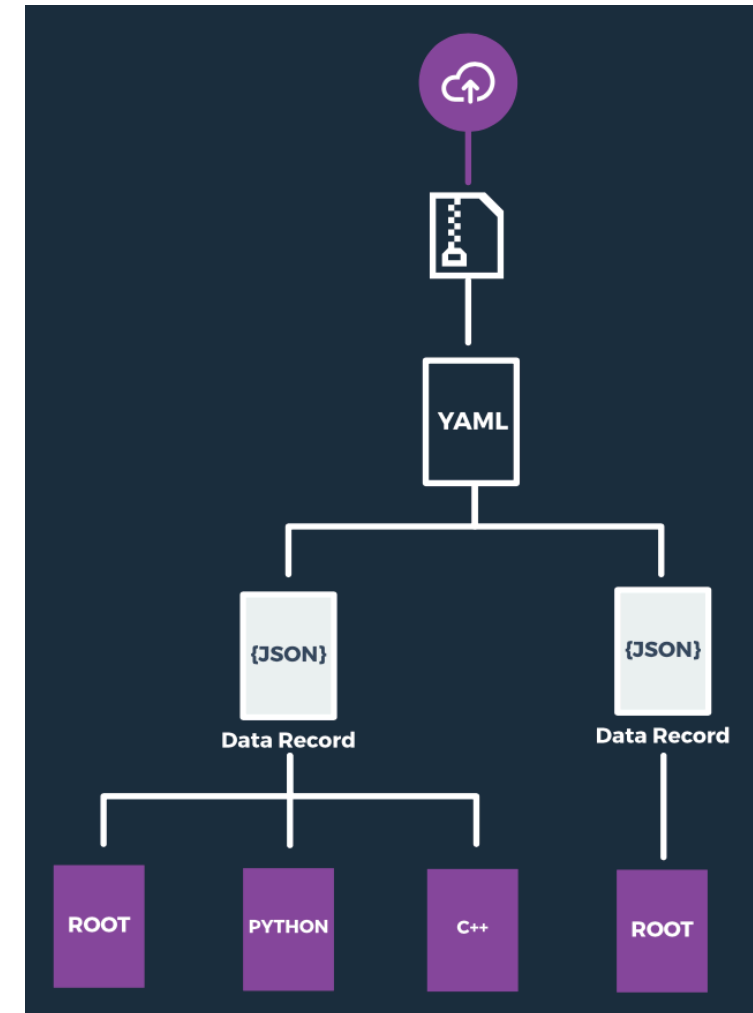 YAML
{JSON}
{JSON}
Data Record
Data Record
ROOT
PYTHON
C++
ROOT